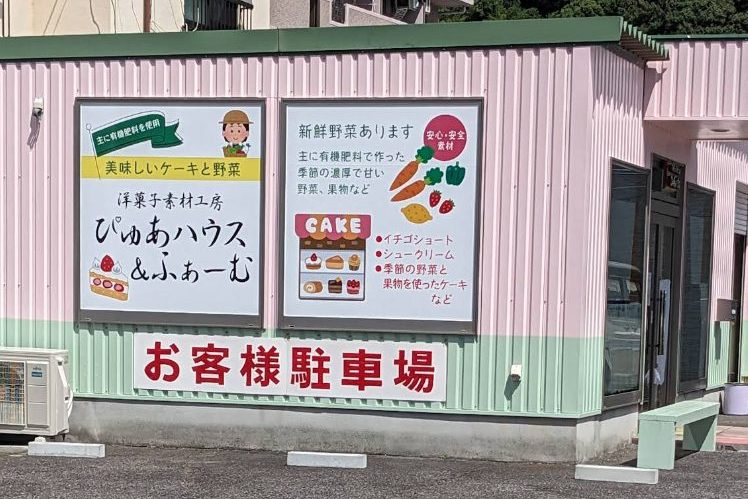 主に有機肥料を使用
美味しいケーキと野菜
洋菓子素材工房
ぴゅあハウス
&ふぁーむ
新鮮野菜あります
安心・安全
素材
主に有機肥料で作った
季節の濃厚で甘い
野菜、果物など
CAKE
●イチゴショート
●シュークリーム
●季節の野菜と
果物を使ったケーキ
など
お客様駐車場